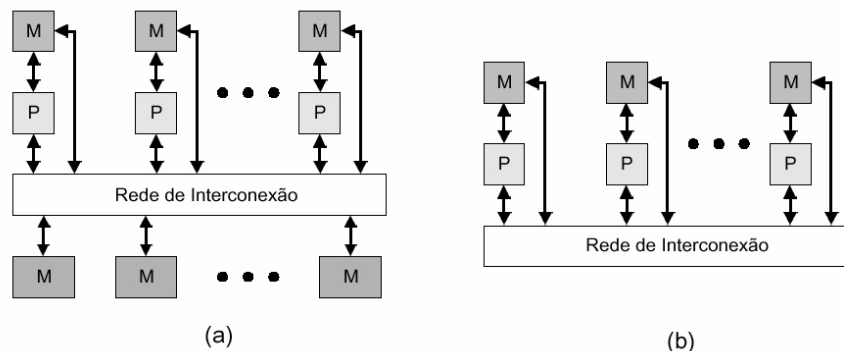 M M M
P P P
Rede de Interconexão
M M M
(a)
M M M
P P P
Rede de Interconexão
(b)